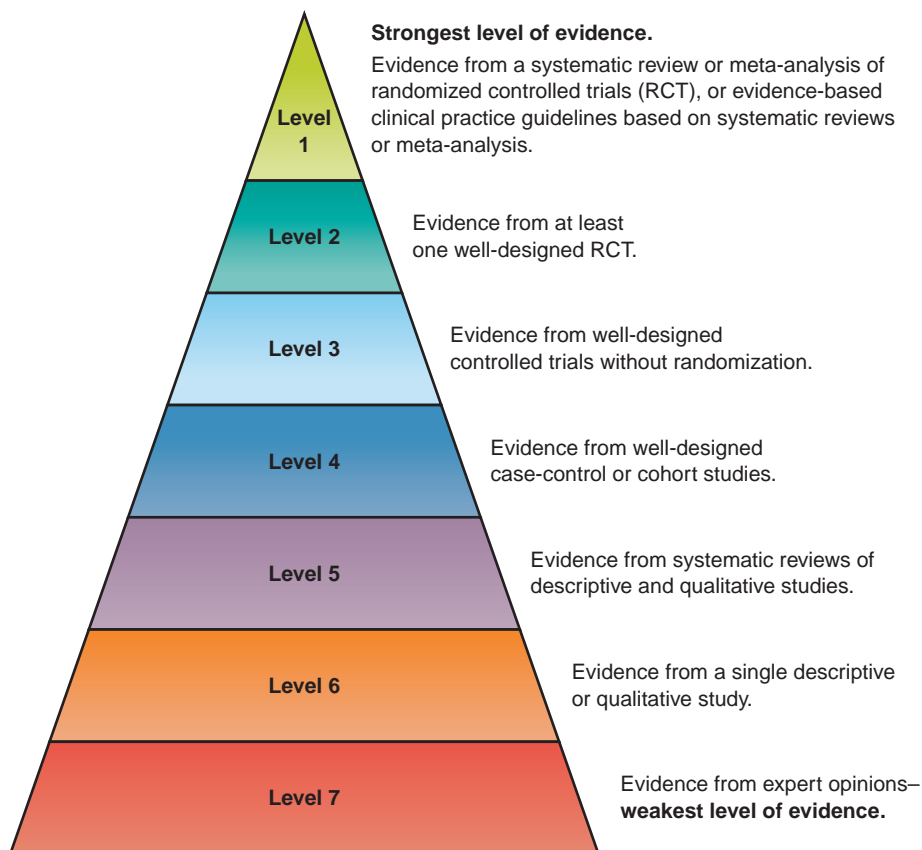 Strongest level of evidence.
Evidence from a systematic review or meta-analysis of
randomized controlled trials (RCT), or evidence-based
clinical practice guidelines based on systematic reviews
or meta-analysis.
Level
1
Level 2
Evidence from at least
one well-designed RCT.
Level 3
Evidence from well-designed
controlled trials without randomization.
Level 4
Evidence from well-designed
case-control or cohort studies.
Level 5
Evidence from systematic reviews of
descriptive and qualitative studies.
Level 6
Evidence from a single descriptive
or qualitative study.
Level 7
Evidence from expert opinions–
weakest level of evidence.